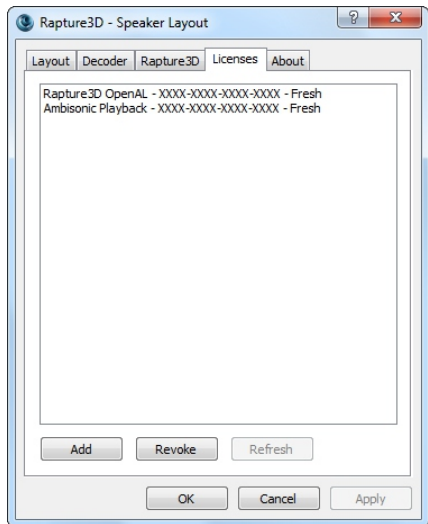 Rapture3D - Speaker Layout
Layout Decoder Rapture3D Licenses About
Rapture3D OpenAL - XXXX-XXXX-XXXX-XXXX - Fresh
Ambisonic Playback - XXXX-XXXX-XXXX-XXXX - Fresh
Add Revoke Refresh
OK Cancel Apply